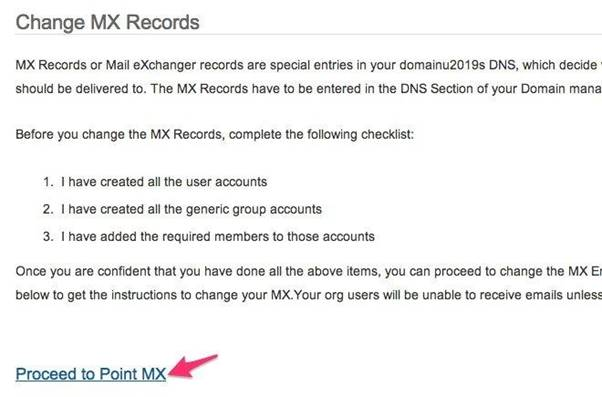 Change MX Records
MX Records or Mail eXchanger records are special entries in your domainu2019s DNS, which decide
should be delivered to. The MX Records have to be entered in the DNS Section of your Domain mana
Before you change the MX Records, complete the following checklist:
1. I have created all the user accounts
2. I have created all the generic group accounts
3. I have added the required members to those accounts
Once you are confident that you have done all the above items, you can proceed to change the MX En
below to get the instructions to change your MX.Your org users will be unable to receive emails unless
Proceed to Point MX